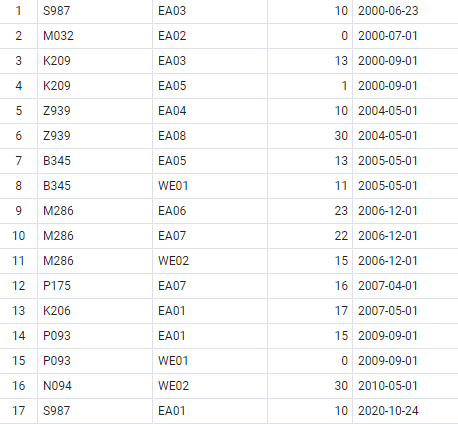 1 S987 EA03 10 2000-06-23
2 M032 EA02 0 2000-07-01
3 K209 EA03 13 2000-09-01
4 K209 EA05 1 2000-09-01
5 Z939 EA04 10 2004-05-01
6 Z939 EA08 30 2004-05-01
7 B345 EA05 13 2005-05-01
8 B345 WE01 11 2005-05-01
9 M286 EA06 23 2006-12-01
10 M286 EA07 22 2006-12-01
11 M286 WE02 15 2006-12-01
12 P175 EA07 16 2007-04-01
13 K206 EA01 17 2007-05-01
14 P093 EA01 15 2009-09-01
15 P093 WE01 0 2009-09-01
16 N094 WE02 30 2010-05-01
17 S987 EA01 10 2020-10-24